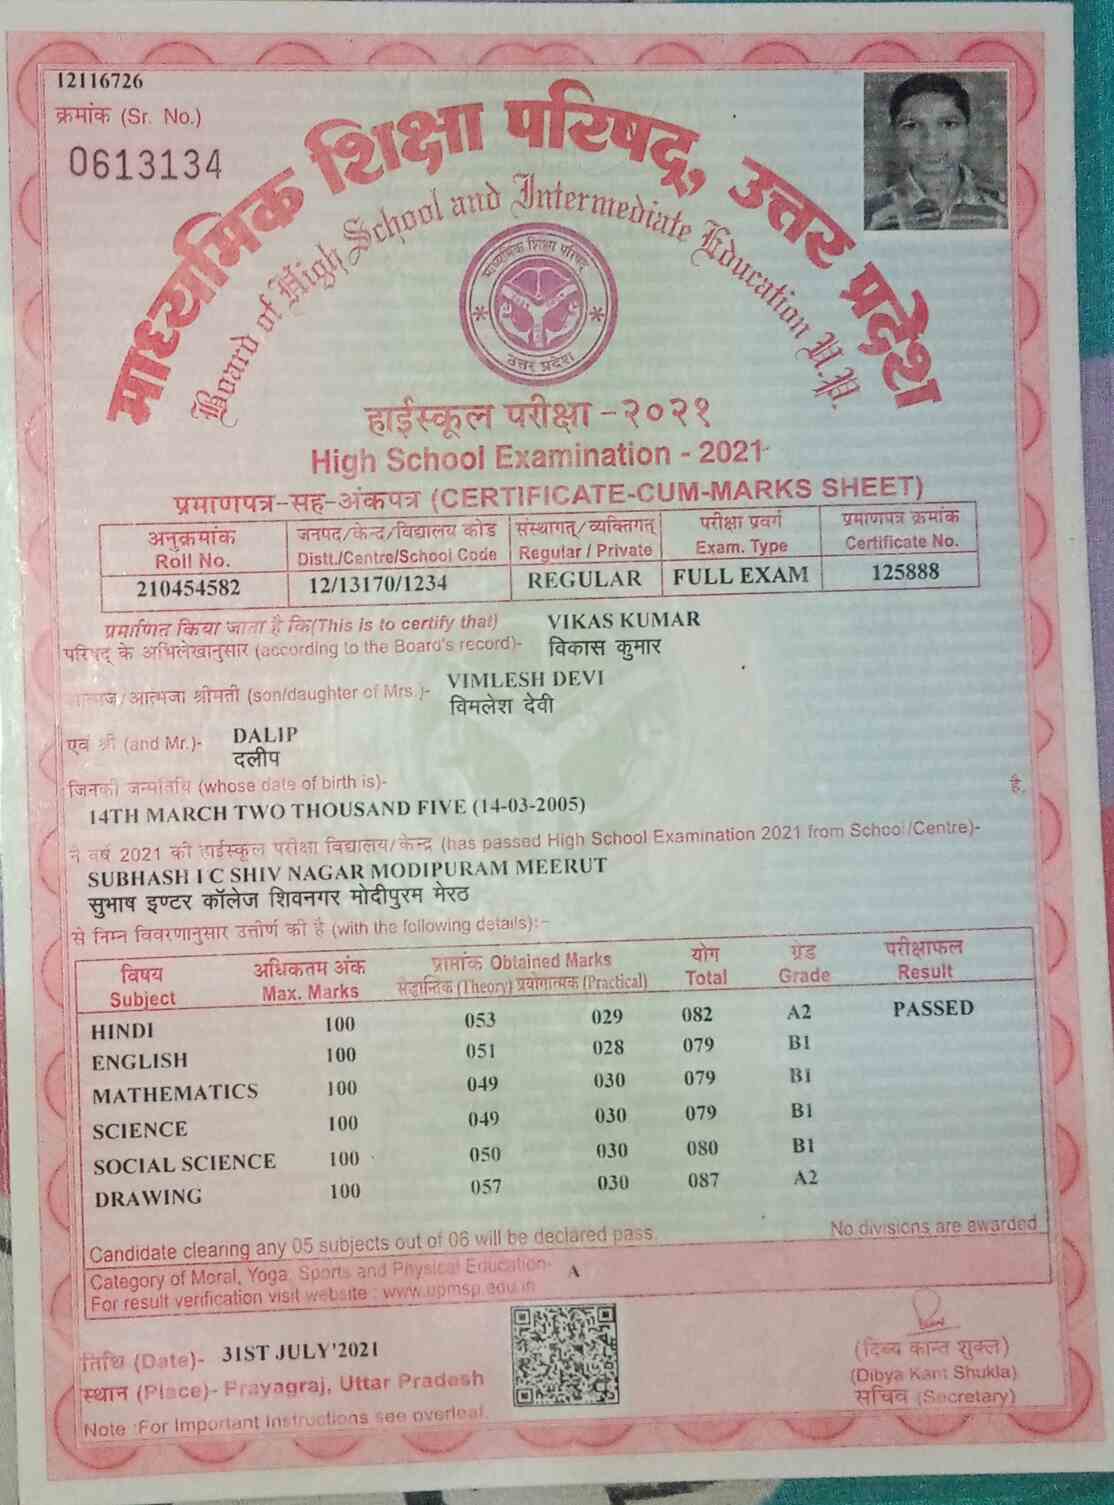 12116726
क्रमांक (Sr. No.)
0613134
माध्यमिक शिक्षा परिषद्, उत्तर प्रदेश
Board of High School and Intermediate Education U.P.
माध्यमिक शिक्षा परिषद्
उत्तर प्रदेश
हाईस्कूल परीक्षा -२०२१
High School Examination - 2021
प्रमाणपत्र-सह-अंकपत्र (CERTIFICATE-CUM-MARKS SHEET)
अनुक्रमांक जनपद/केन्द्र/विद्यालय कोड संस्थागत्/व्यक्तिगत् परीक्षा प्रवर्ग प्रमाणपत्र क्रमांक
Roll No. Distt./Centre/School Code Regular / Private Exam. Type Certificate No.
210454582 12/13170/1234 REGULAR FULL EXAM 125888
प्रमाणित किया जाता है कि(This is to certify that) VIKAS KUMAR
परिषद् के अभिलेखानुसार (according to the Board's record)- विकास कुमार
आत्मज/आत्मजा श्रीमती (son/daughter of Mrs.)- VIMLESH DEVI
विमलेश देवी
एवं श्री (and Mr.)- DALIP
दलीप
जिनकी जन्मतिथि (whose date of birth is)- है,
14TH MARCH TWO THOUSAND FIVE (14-03-2005)
ने वर्ष 2021 की हाईस्कूल परीक्षा विद्यालय/केन्द्र (has passed High School Examination 2021 from School/Centre)-
SUBHASH I C SHIV NAGAR MODIPURAM MEERUT
सुभाष इण्टर कॉलेज शिवनगर मोदीपुरम मेरठ
से निम्न विवरणानुसार उत्तीर्ण की है (with the following details):-
विषय अधिकतम अंक प्राप्तांक Obtained Marks योग ग्रेड परीक्षाफल
Subject Max. Marks सैद्धान्तिक (Theory) प्रयोगात्मक (Practical) Total Grade Result
HINDI 100 053 029 082 A2 PASSED
ENGLISH 100 051 028 079 B1
MATHEMATICS 100 049 030 079 B1
SCIENCE 100 049 030 079 B1
SOCIAL SCIENCE 100 050 030 080 B1
DRAWING 100 057 030 087 A2
Candidate clearing any 05 subjects out of 06 will be declared pass. No divisions are awarded.
Category of Moral, Yoga, Sports and Physical Education- A
For result verification visit website : www.upmsp.edu.in
तिथि (Date)- 31ST JULY'2021
स्थान (Place)- Prayagraj, Uttar Pradesh
Note :For Important Instructions see overleaf.
(दिव्य कान्त शुक्ल)
(Dibya Kant Shukla)
सचिव (Secretary)